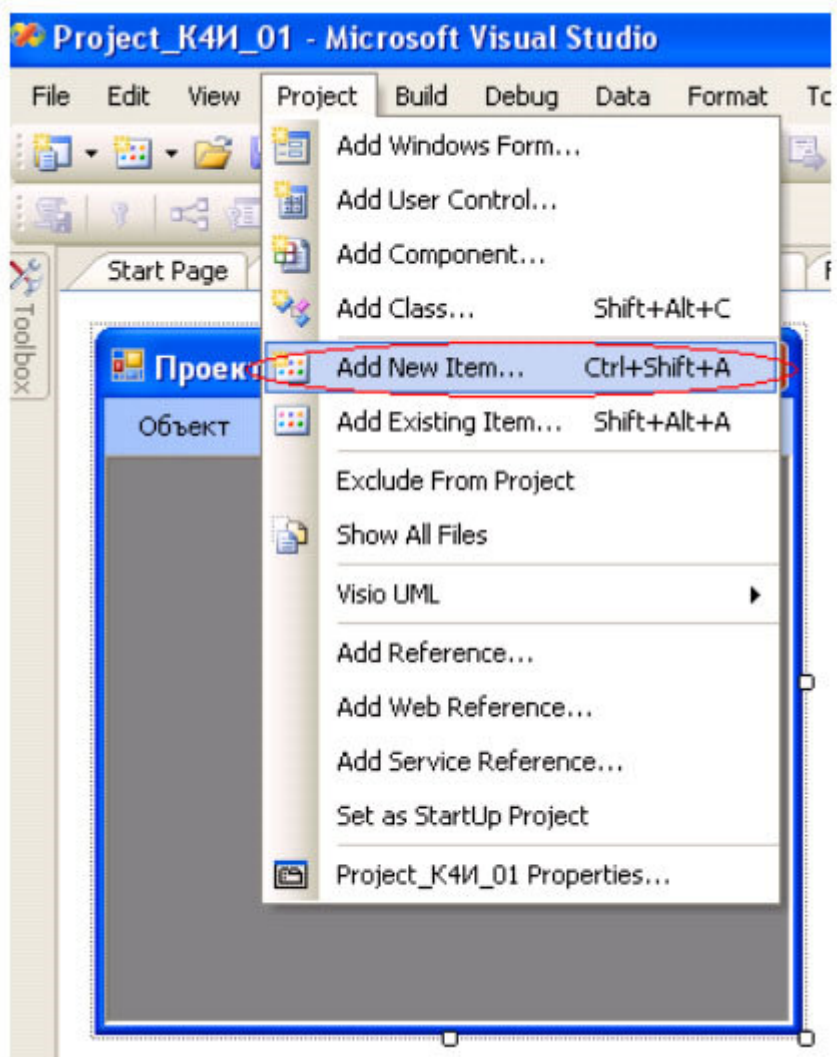 Project_К4И_01 - Microsoft Visual Studio
File Edit View Project Build Debug Data Format
Add Windows Form...
Add User Control...
Start Page
Add Component...
Toolbox
Add Class... Shift+Alt+C
Проект
Add New Item... Ctrl+Shift+A
Объект
Add Existing Item... Shift+Alt+A
Exclude From Project
Show All Files
Visio UML
Add Reference...
Add Web Reference...
Add Service Reference...
Set as StartUp Project
Project_К4И_01 Properties...